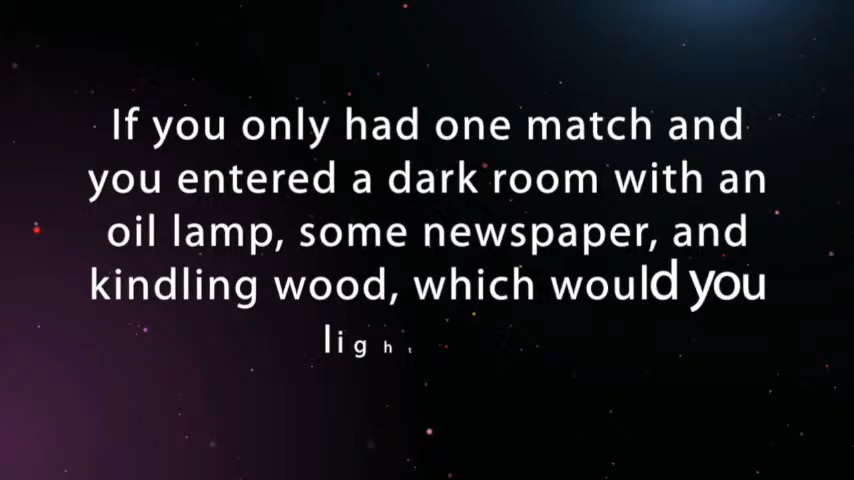 If you only had one match and
you entered a dark room with an
oil lamp, some newspaper, and
kindling wood, which would you
light